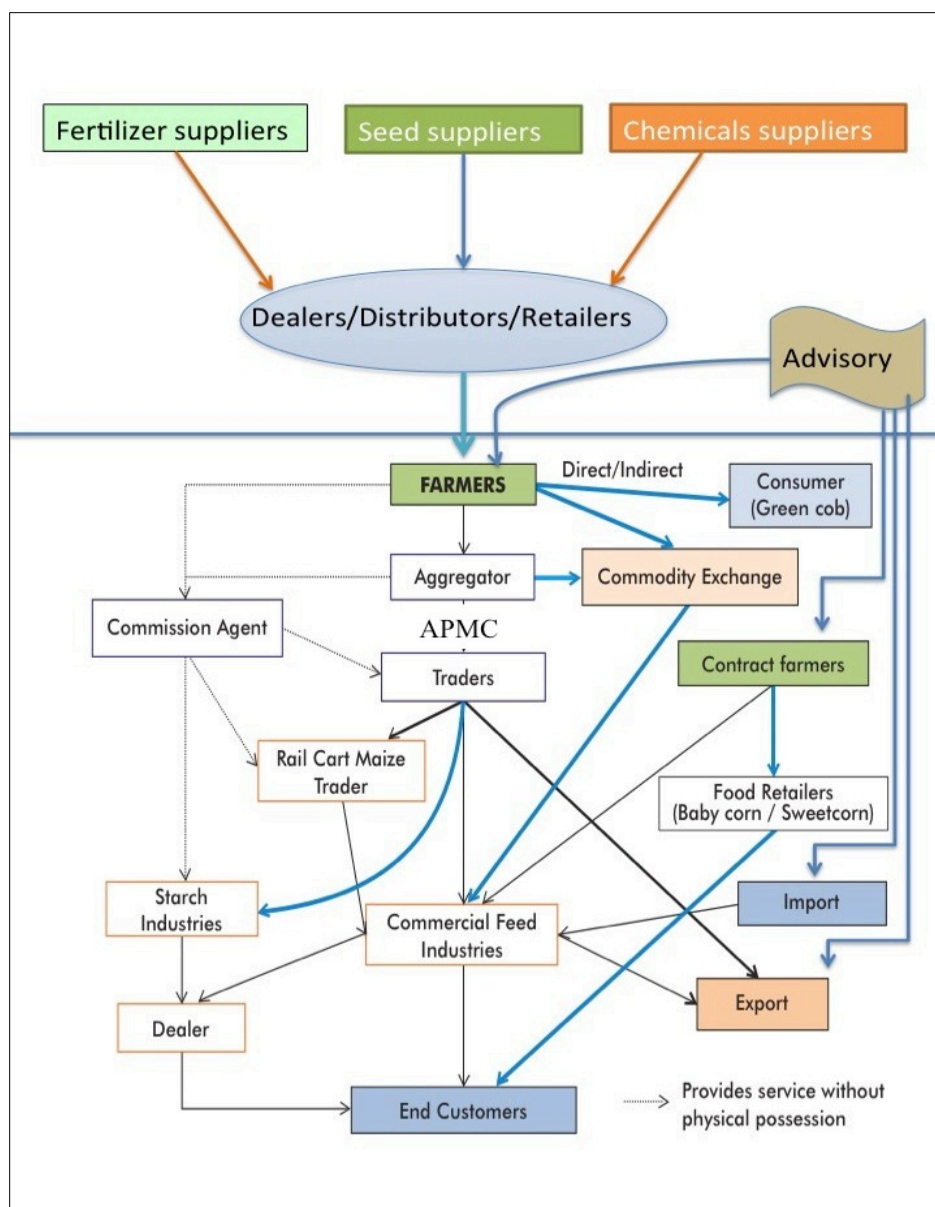 Fertilizer suppliers
Seed suppliers
Chemicals suppliers
Dealers/Distributors/Retailers
Advisory
FARMERS
Direct/Indirect
Consumer
(Green cob)
Aggregator
Commodity Exchange
Commission Agent
APMC
Traders
Contract farmers
Rail Cart Maize
Trader
Food Retailers
(Baby corn / Sweetcorn)
Starch
Industries
Commercial Feed
Industries
Import
Dealer
Export
End Customers
Provides service without
physical possession